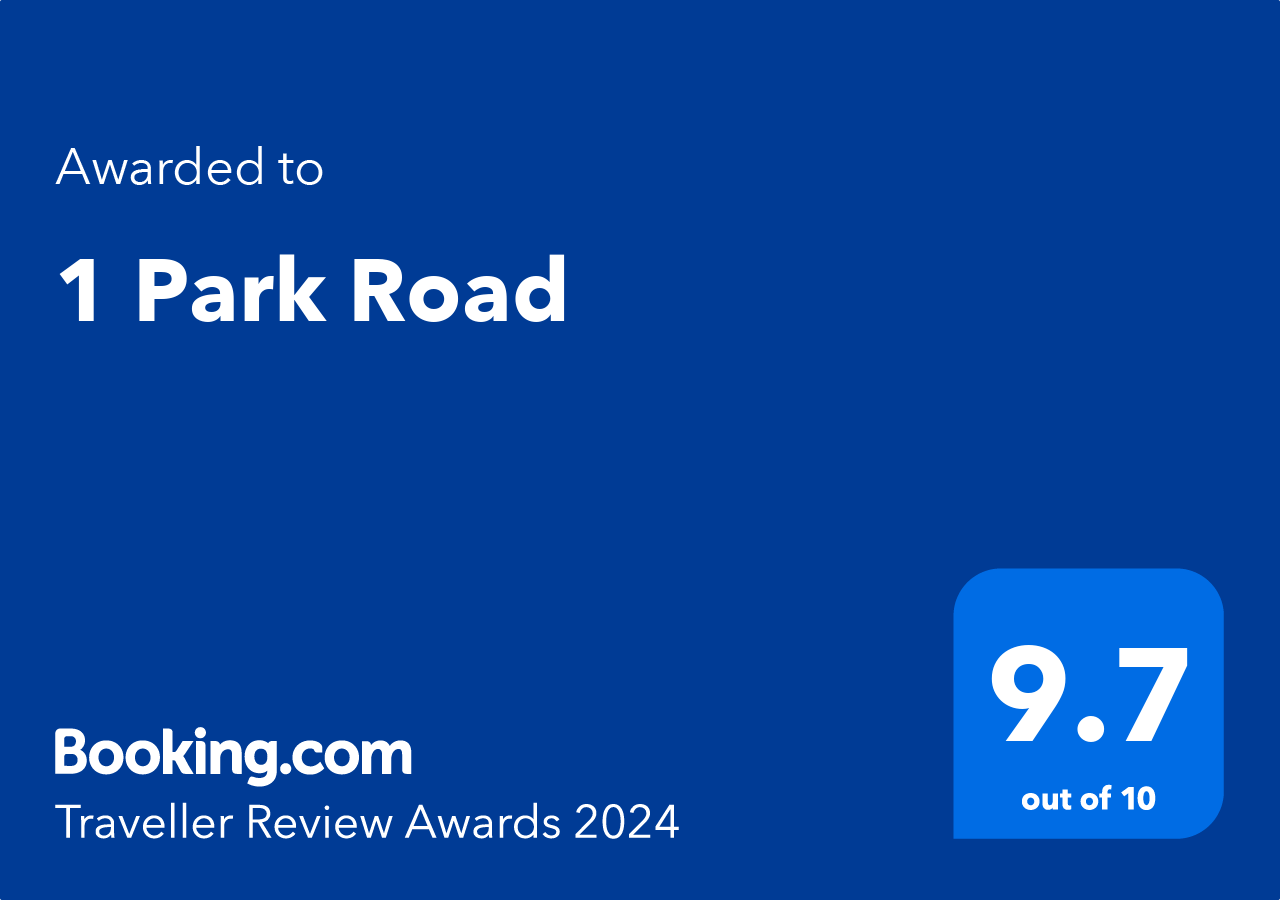 Awarded to
1 Park Road
9.7
out of 10
Booking.com
Traveller Review Awards 2024